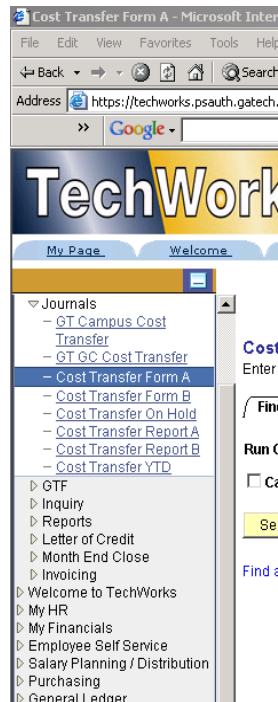 Cost Transfer Form A - Microsoft Inter
File Edit View Favorites Tools Help
Back Search
Address https://techworks.psauth.gatech.
» Google
TechWork
My Page Welcome
Journals
GT Campus Cost
Transfer
GT GC Cost Transfer
Cost Transfer Form A
Cost Transfer Form B
Cost Transfer On Hold
Cost Transfer Report A
Cost Transfer Report B
Cost Transfer YTD
GTF
Inquiry
Reports
Letter of Credit
Month End Close
Invoicing
Welcome to TechWorks
My HR
My Financials
Employee Self Service
Salary Planning / Distribution
Purchasing
General Ledger
Cost
Enter
Fin
Run C
Ca
Se
Find a